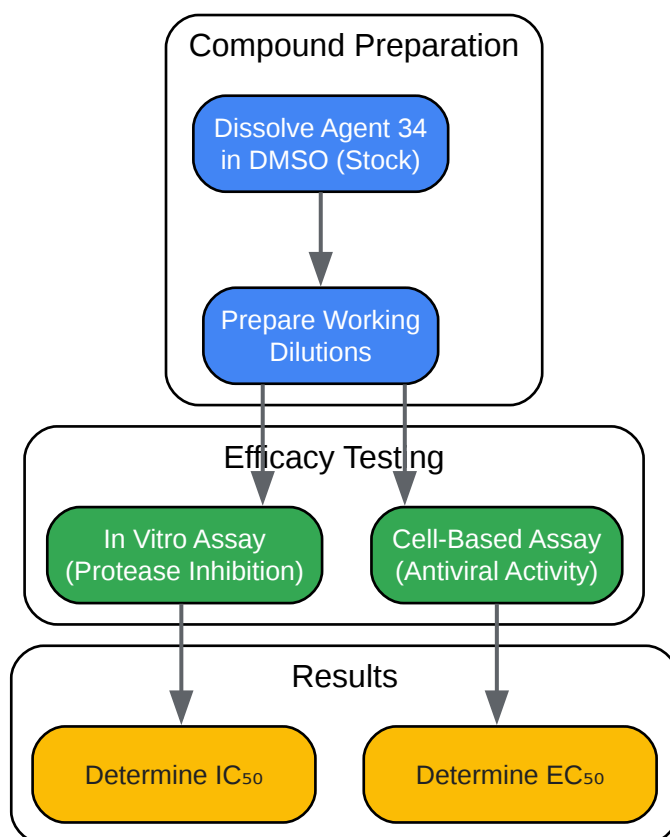 Compound Preparation
Dissolve Agent 34
in DMSO (Stock)
Prepare Working
Dilutions
Efficacy Testing
In Vitro Assay
(Protease Inhibition)
Cell-Based Assay
(Antiviral Activity)
Results
Determine IC₅₀
Determine EC₅₀